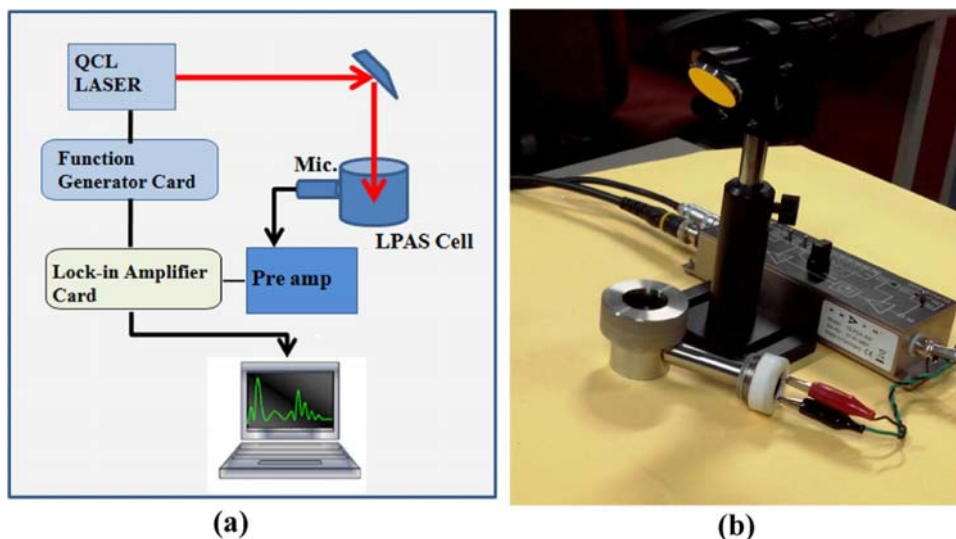 QCL
LASER
Function
Generator Card
Mic.
LPAS Cell
Lock-in Amplifier
Card
Pre amp
(a)
(b)